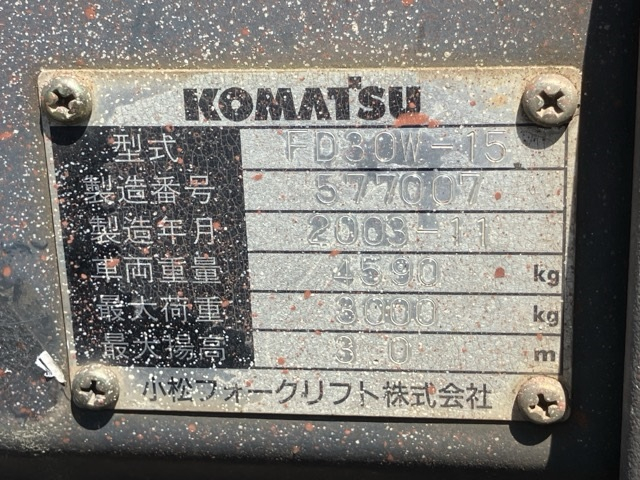 KOMATSU
型式 FD30W-15
製造番号 577007
製造年月 2003-11
車両重量 4590 kg
最大荷重 3000 kg
最大揚高 3.0 m
小松フォークリフト株式会社